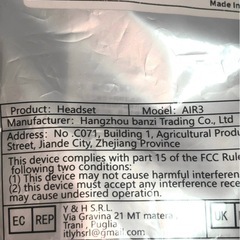 Made in
Product: Headset Model: AIR3
Manufacturer: Hangzhou banzi Trading Co., Ltd
Address: No .C071, Building 1, Agricultural Produ
Street, Jiande City, Zhejiang Province
This device complies with part 15 of the FCC Rule
following two conditions:
(1) This device may not cause harmful interference
(2) this device must accept any interference rece
may cause undesired operation.
EC REP
Y & H S.R.L.
Via Gravina 21 MT matera
Trani , Puglia
itlyhsrl@gmail.com
UK